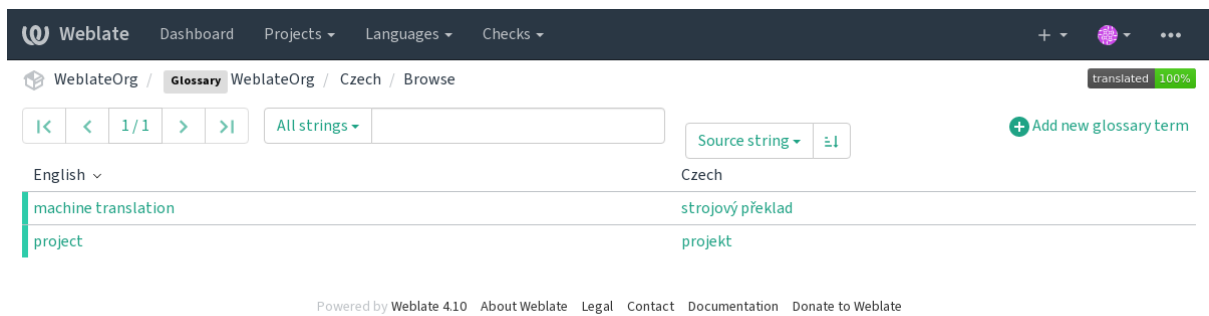 Weblate Dashboard Projects Languages Checks + •••
WeblateOrg / Glossary WeblateOrg / Czech / Browse translated 100%
1 / 1 All strings Source string Add new glossary term
English Czech
machine translation strojový překlad
project projekt
Powered by Weblate 4.10 About Weblate Legal Contact Documentation Donate to Weblate